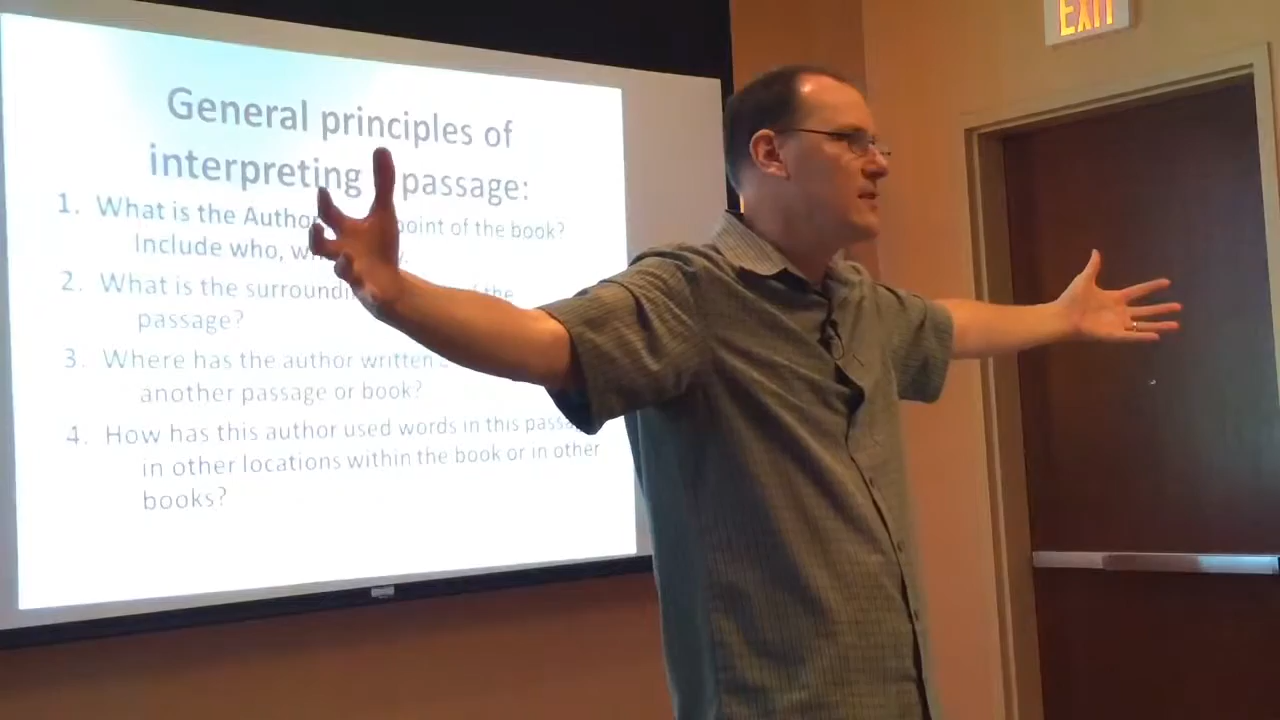 EXIT
General principles of
interpreting passage:
1. What is the Author point of the book?
Include who,
2. What is the surrounding the
passage?
3. Where has the author written
another passage or book?
4. How has this author used words in this
in other locations within the book or in other
books?